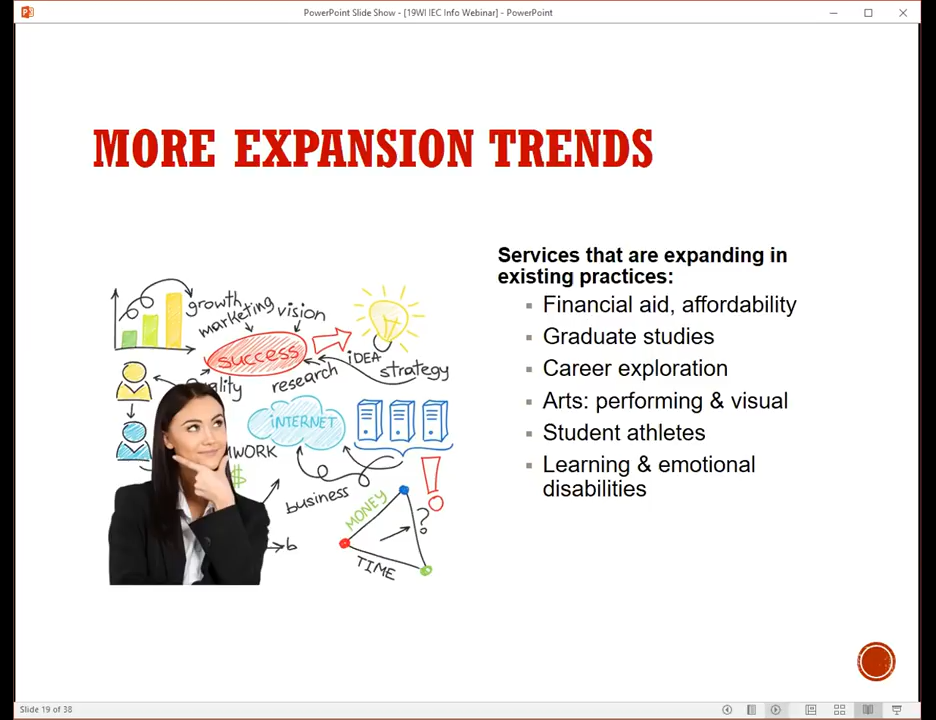 PowerPoint Slide Show - [19WI IEC Info Webinar] - PowerPoint
MORE EXPANSION TRENDS
Services that are expanding in
existing practices:
▪ Financial aid, affordability
▪ Graduate studies
▪ Career exploration
▪ Arts: performing & visual
▪ Student athletes
▪ Learning & emotional
disabilities
growth
marketing
vision
success
IDEA
strategy
research
INTERNET
WORK
$
business
MONEY
!
?
TIME
b
Slide 19 of 38